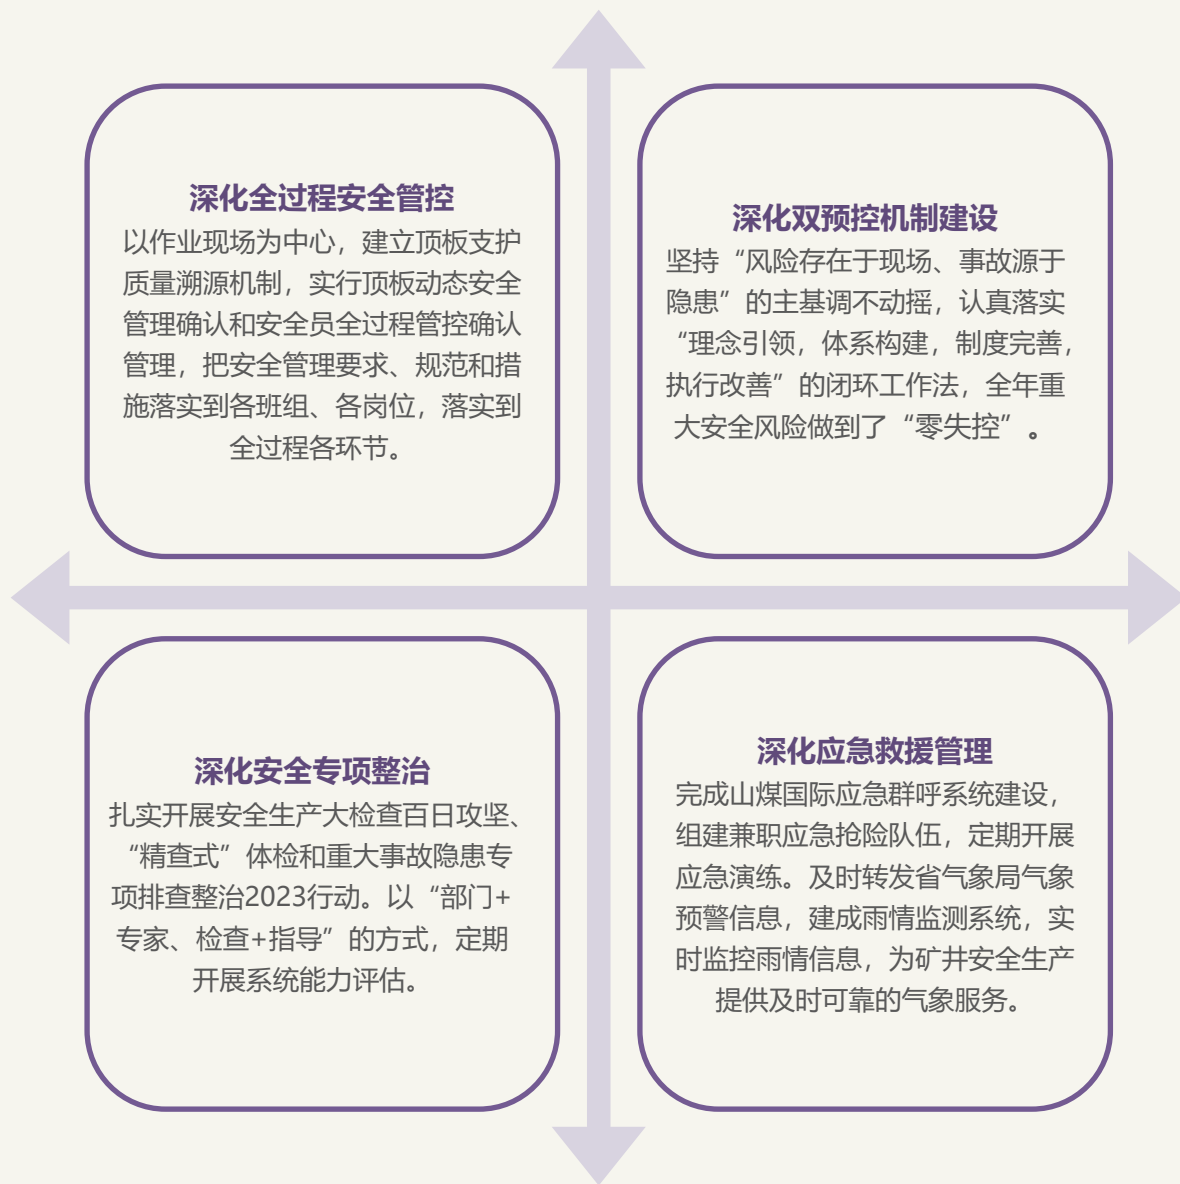 深化全过程安全管控
以作业现场为中心，建立顶板支护
质量溯源机制，实行顶板动态安全
管理确认和安全员全过程管控确认
管理，把安全管理要求、规范和措
施落实到各班组、各岗位，落实到
全过程各环节。
深化双预控机制建设
坚持“风险存在于现场、事故源于
隐患”的主基调不动摇，认真落实
“理念引领，体系构建，制度完善，
执行改善”的闭环工作法，全年重
大安全风险做到了“零失控”。
深化安全专项整治
扎实开展安全生产大检查百日攻坚、
“精查式”体检和重大事故隐患专
项排查整治2023行动。以“部门+
专家、检查+指导”的方式，定期
开展系统能力评估。
深化应急救援管理
完成山煤国际应急群呼系统建设，
组建兼职应急抢险队伍，定期开展
应急演练。及时转发省气象局气象
预警信息，建成雨情监测系统，实
时监控雨情信息，为矿井安全生产
提供及时可靠的气象服务。